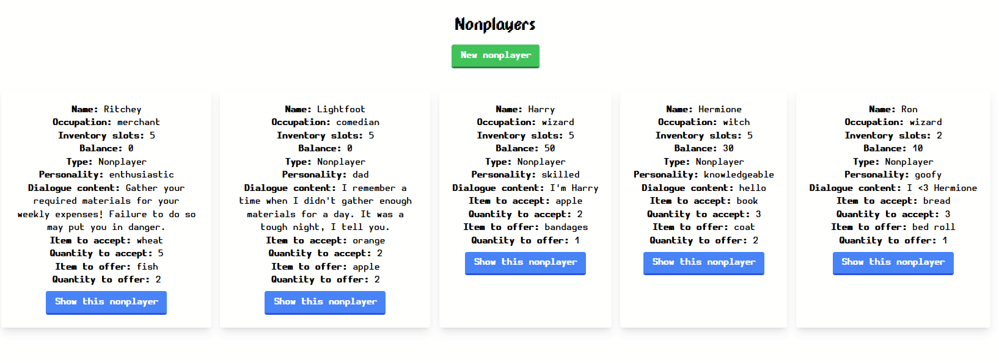 Nonplayers
New nonplayer
Name: Ritchey
Occupation: merchant
Inventory slots: 5
Balance: 0
Type: Nonplayer
Personality: enthusiastic
Dialogue content: Gather your
required materials for your
weekly expenses! Failure to do so
may put you in danger.
Item to accept: wheat
Quantity to accept: 5
Item to offer: fish
Quantity to offer: 2
Show this nonplayer
Name: Lightfoot
Occupation: comedian
Inventory slots: 5
Balance: 0
Type: Nonplayer
Personality: dad
Dialogue content: I remember a
time when I didn't gather enough
materials for a day. It was a
tough night, I tell you.
Item to accept: orange
Quantity to accept: 2
Item to offer: apple
Quantity to offer: 2
Show this nonplayer
Name: Harry
Occupation: wizard
Inventory slots: 5
Balance: 50
Type: Nonplayer
Personality: skilled
Dialogue content: I'm Harry
Item to accept: apple
Quantity to accept: 2
Item to offer: bandages
Quantity to offer: 1
Show this nonplayer
Name: Hermione
Occupation: witch
Inventory slots: 5
Balance: 30
Type: Nonplayer
Personality: knowledgeable
Dialogue content: hello
Item to accept: book
Quantity to accept: 3
Item to offer: coat
Quantity to offer: 2
Show this nonplayer
Name: Ron
Occupation: wizard
Inventory slots: 2
Balance: 10
Type: Nonplayer
Personality: goofy
Dialogue content: I <3 Hermione
Item to accept: bread
Quantity to accept: 3
Item to offer: bed roll
Quantity to offer: 1
Show this nonplayer